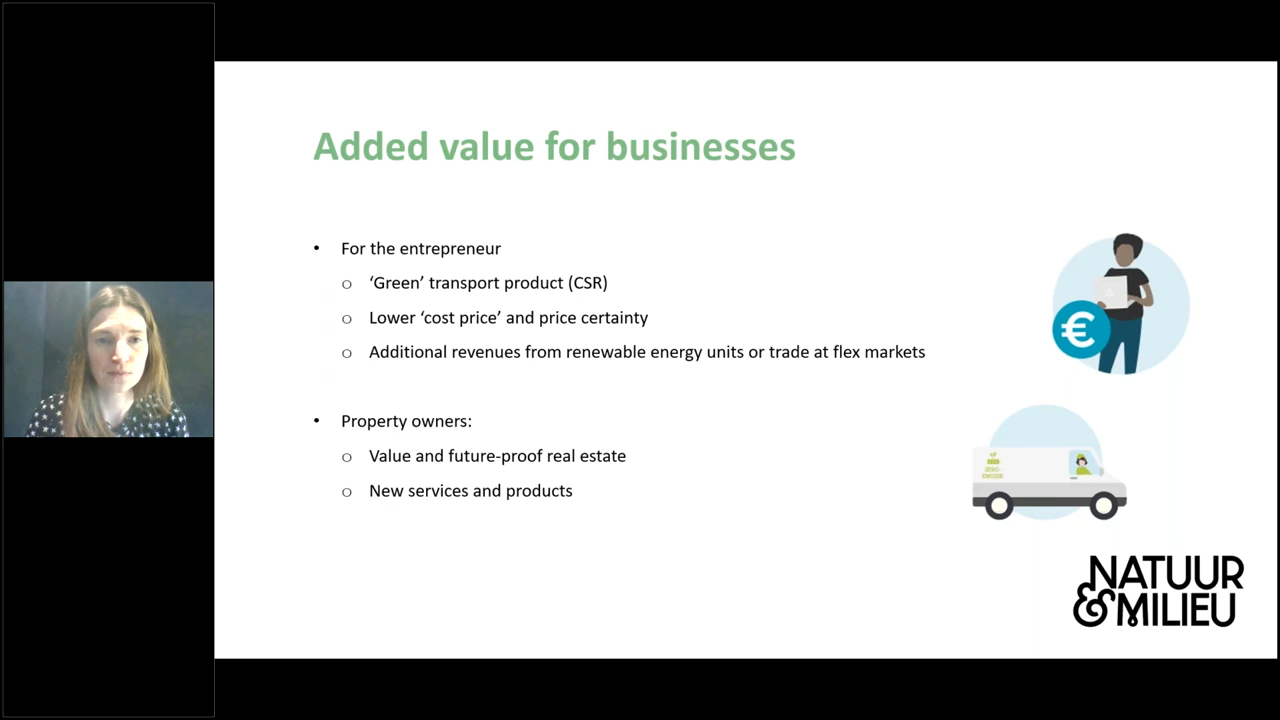 Added value for businesses
• For the entrepreneur
o ‘Green’ transport product (CSR)
o Lower ‘cost price’ and price certainty
o Additional revenues from renewable energy units or trade at flex markets
• Property owners:
o Value and future-proof real estate
o New services and products
€
NATUUR
&MILIEU